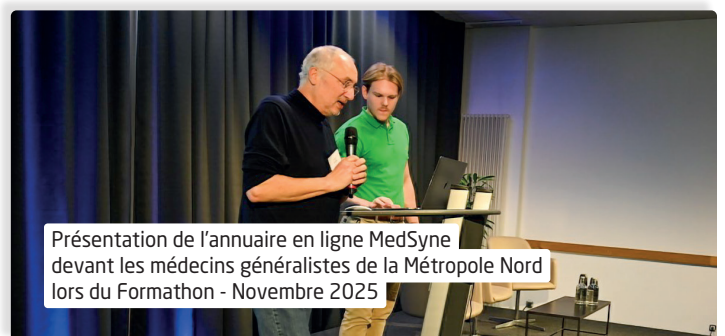 Présentation de l'annuaire en ligne MedSyne
devant les médecins généralistes de la Métropole Nord
lors du Formathon - Novembre 2025